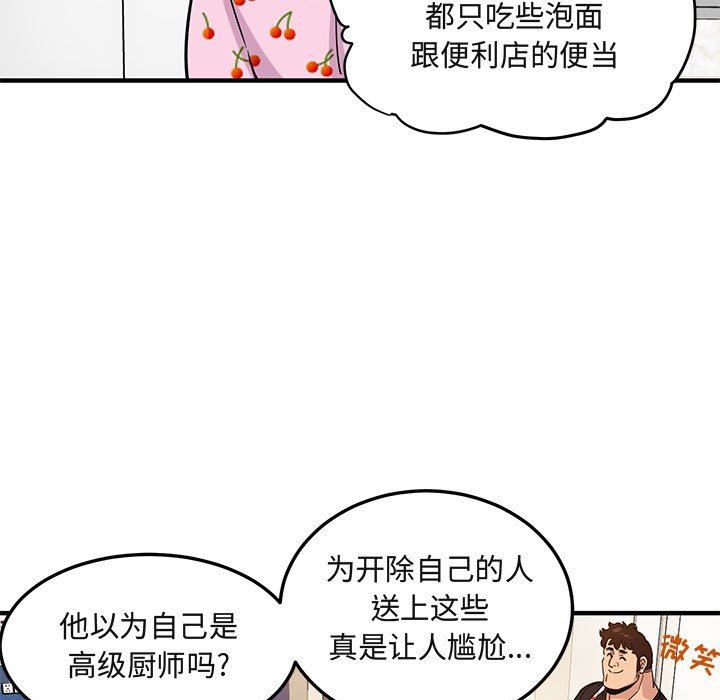 都只吃些泡面
跟便利店的便当
为开除自己的人
送上这些
真是让人尴尬...
他以为自己是
高级厨师吗?
微笑